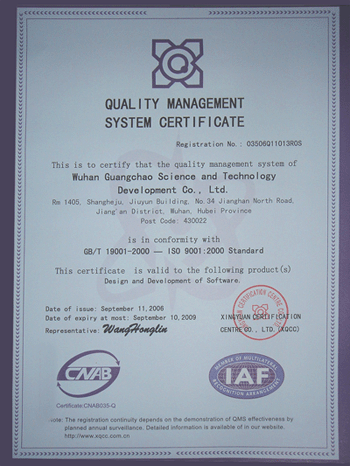 Q
QUALITY MANAGEMENT
SYSTEM CERTIFICATE
Registration No.: 03506Q11013R0S
This is to certify that the quality management system of
Wuhan Guangchao Science and Technology
Development Co., Ltd.
Rm 1405, Shangheju, Jiuyun Building, No.34 Jianghan North Road,
Jiang'an District, Wuhan, Hubei Province
Post Code: 430022
is in conformity with
GB/T 19001-2000 — ISO 9001:2000 Standard
This certificate is valid to the following product(s)
Design and Development of Software.
Date of issue: September 11, 2006
Date of expiry at most: September 10, 2009
Representative: WangHonglin
XINGYUAN CERTIFICATION
CENTRE CO., LTD. (XQCC)
CNAB
Certificate:CNAB035-Q
MEMBER OF MULTILATERAL
IAF
RECOGNITION ARRANGEMENT
Note: The registration continuity depends on the demonstration of QMS effectiveness by
planned annual surveillance. Detailed information is available of in our website.
http://www.xqcc.com.cn